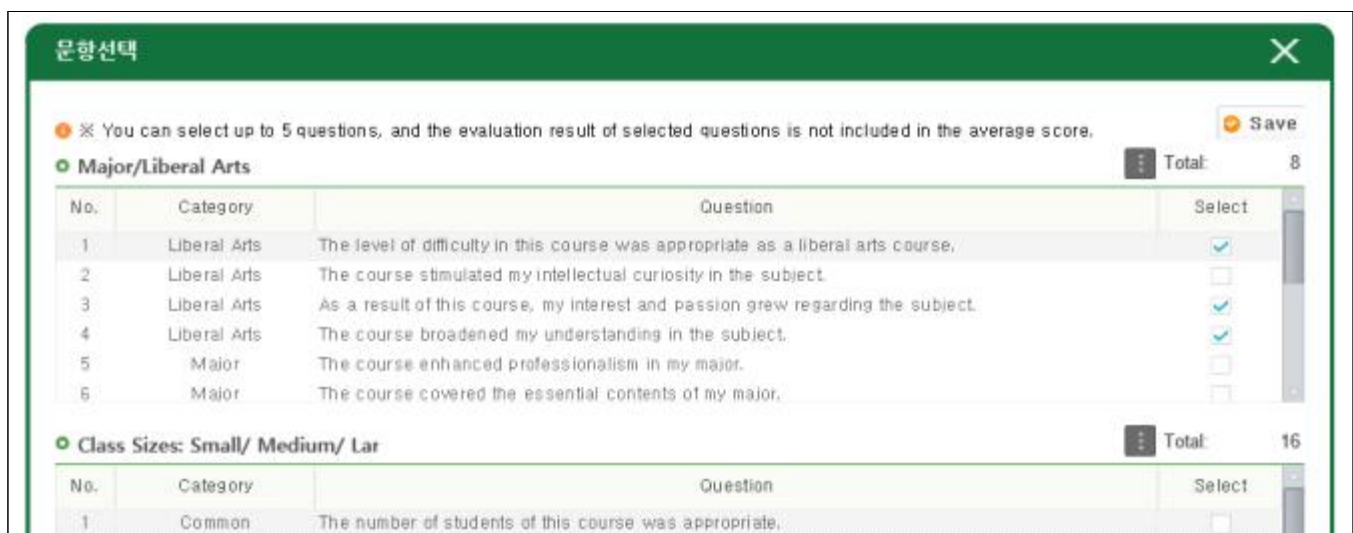 문항선택
※ You can select up to 5 questions, and the evaluation result of selected questions is not included in the average score.
Save
Major/Liberal Arts
Total: 8
No. Category Question Select
1 Liberal Arts The level of difficulty in this course was appropriate as a liberal arts course.
2 Liberal Arts The course stimulated my intellectual curiosity in the subject.
3 Liberal Arts As a result of this course, my interest and passion grew regarding the subject.
4 Liberal Arts The course broadened my understanding in the subject.
5 Major The course enhanced professionalism in my major.
6 Major The course covered the essential contents of my major.
Class Sizes: Small/ Medium/ Lar
Total: 16
No. Category Question Select
1 Common The number of students of this course was appropriate.